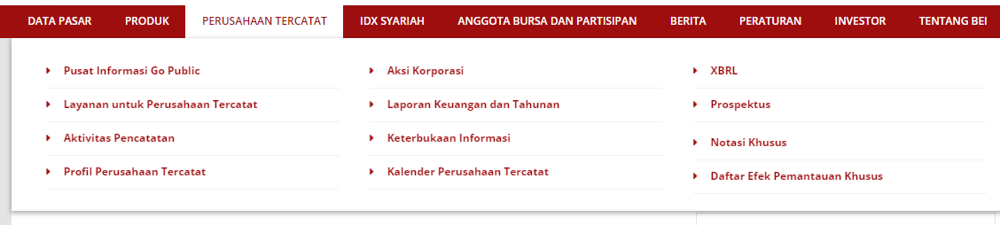 DATA PASAR PRODUK PERUSAHAAN TERCATAT IDX SYARIAH ANGGOTA BURSA DAN PARTISIPAN BERITA PERATURAN INVESTOR TENTANG BEI
Pusat Informasi Go Public
Layanan untuk Perusahaan Tercatat
Aktivitas Pencatatan
Profil Perusahaan Tercatat
Aksi Korporasi
Laporan Keuangan dan Tahunan
Keterbukaan Informasi
Kalender Perusahaan Tercatat
XBRL
Prospektus
Notasi Khusus
Daftar Efek Pemantauan Khusus